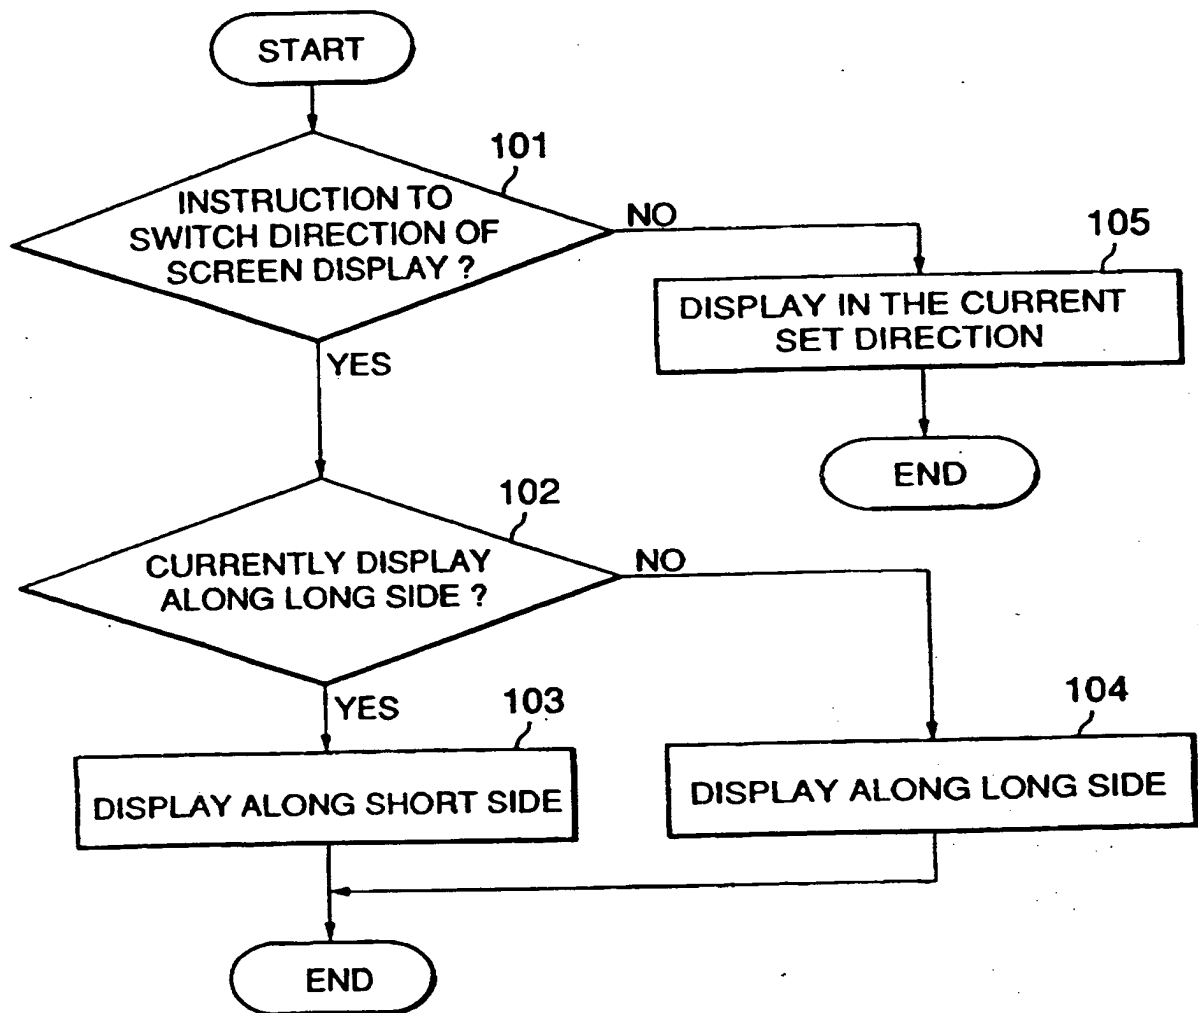 START
101
INSTRUCTION TO
SWITCH DIRECTION OF
SCREEN DISPLAY ?
NO
105
DISPLAY IN THE CURRENT
SET DIRECTION
YES
END
102
CURRENTLY DISPLAY
ALONG LONG SIDE ?
NO
YES
103
DISPLAY ALONG SHORT SIDE
104
DISPLAY ALONG LONG SIDE
END